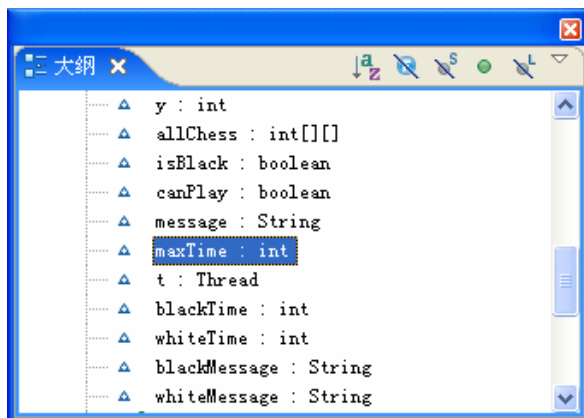 大纲
y : int
allChess : int[][]
isBlack : boolean
canPlay : boolean
message : String
maxTime : int
t : Thread
blackTime : int
whiteTime : int
blackMessage : String
whiteMessage : String